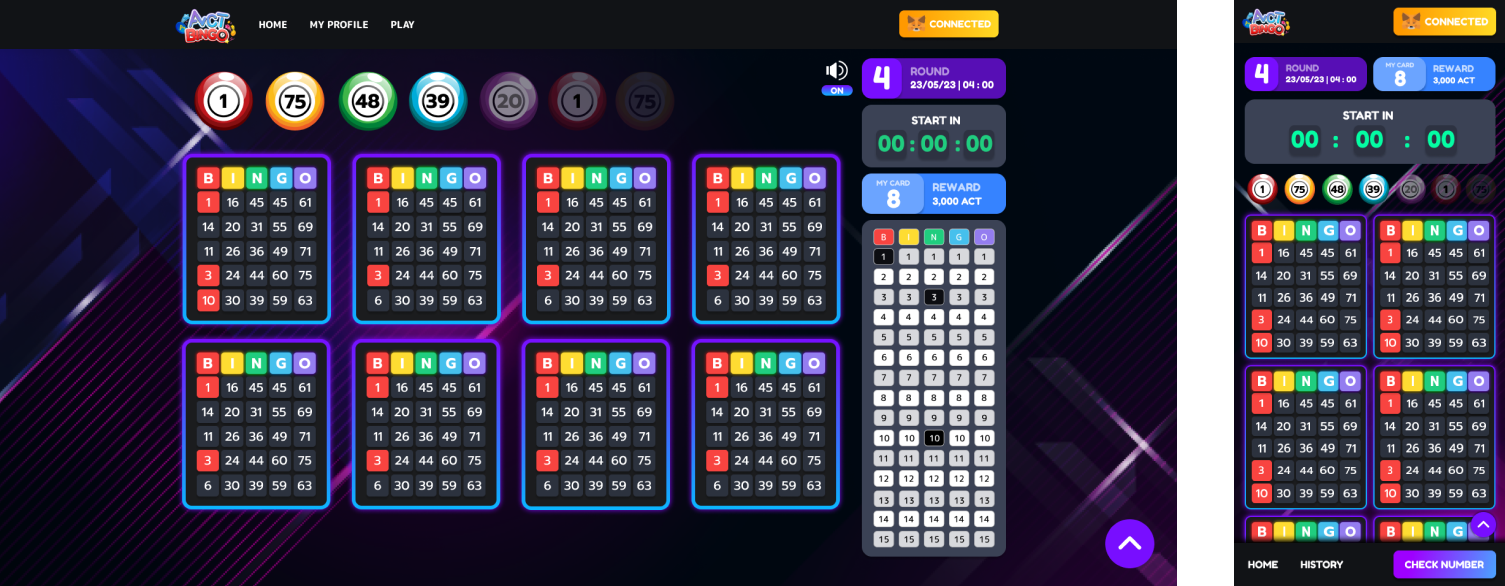 ACT BINGO HOME MY PROFILE PLAY CONNECTED
1 75 48 39 20 1 75
ON
4 ROUND
23/05/23 | 04 : 00
START IN
00 : 00 : 00
MY CARD
8
REWARD
3,000 ACT
B I N G O B I N G O B I N G O B I N G O
1 16 45 45 61 1 16 45 45 61 1 16 45 45 61 1 16 45 45 61
14 20 31 55 69 14 20 31 55 69 14 20 31 55 69 14 20 31 55 69
11 26 36 49 71 11 26 36 49 71 11 26 36 49 71 11 26 36 49 71
3 24 44 60 75 3 24 44 60 75 3 24 44 60 75 3 24 44 60 75
10 30 39 59 63 6 30 39 59 63 6 30 39 59 63 6 30 39 59 63
B I N G O B I N G O B I N G O B I N G O
1 16 45 45 61 1 16 45 45 61 1 16 45 45 61 1 16 45 45 61
14 20 31 55 69 14 20 31 55 69 14 20 31 55 69 14 20 31 55 69
11 26 36 49 71 11 26 36 49 71 11 26 36 49 71 11 26 36 49 71
3 24 44 60 75 3 24 44 60 75 3 24 44 60 75 3 24 44 60 75
6 30 39 59 63 6 30 39 59 63 6 30 39 59 63 6 30 39 59 63
B I N G O
1 1 1 1 1
2 2 2 2 2
3 3 3 3 3
4 4 4 4 4
5 5 5 5 5
6 6 6 6 6
7 7 7 7 7
8 8 8 8 8
9 9 9 9 9
10 10 10 10 10
11 11 11 11 11
12 12 12 12 12
13 13 13 13 13
14 14 14 14 14
15 15 15 15 15
ACT BINGO CONNECTED
4 ROUND
23/05/23 | 04 : 00
MY CARD
8
REWARD
3,000 ACT
START IN
00 : 00 : 00
1 75 48 39 20 1 75
B I N G O B I N G O
1 16 45 45 61 1 16 45 45 61
14 20 31 55 69 14 20 31 55 69
11 26 36 49 71 11 26 36 49 71
3 24 44 60 75 3 24 44 60 75
10 30 39 59 63 10 30 39 59 63
B I N G O B I N G O
1 16 45 45 61 1 16 45 45 61
14 20 31 55 69 14 20 31 55 69
11 26 36 49 71 11 26 36 49 71
3 24 44 60 75 3 24 44 60 75
10 30 39 59 63 10 30 39 59 63
B I N G O B I N G
HOME HISTORY CHECK NUMBER